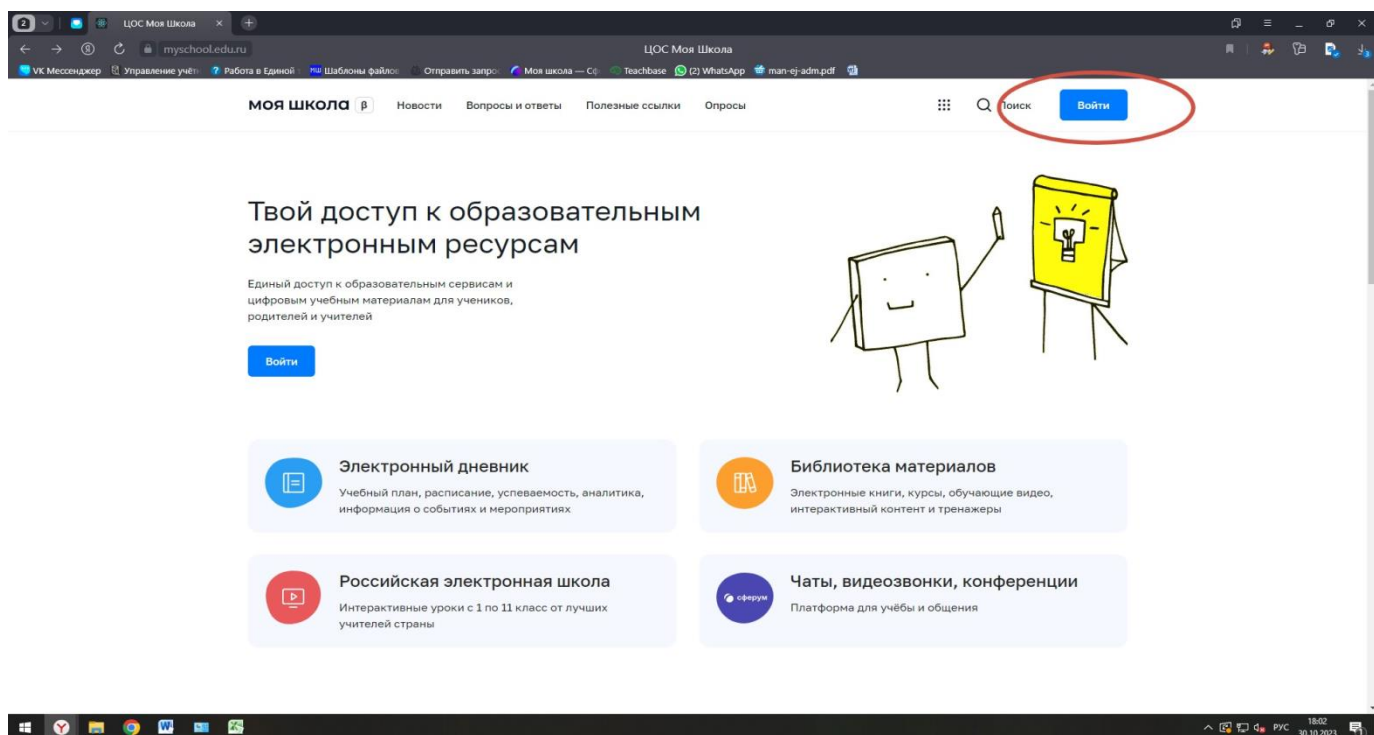 2
ЦОС Моя Школа
myschool.edu.ru
ЦОС Моя Школа
VK Мессенджер
Управление учёт
Работа в Единой
Шаблоны файлов
Отправить запрос
Моя школа — Сф
Teachbase
(2) WhatsApp
man-ej-adm.pdf
МОЯ ШКОЛА β
Новости
Вопросы и ответы
Полезные ссылки
Опросы
Поиск
Войти
Твой доступ к образовательным
электронным ресурсам
Единый доступ к образовательным сервисам и
цифровым учебным материалам для учеников,
родителей и учителей
Войти
Электронный дневник
Учебный план, расписание, успеваемость, аналитика,
информация о событиях и мероприятиях
Библиотека материалов
Электронные книги, курсы, обучающие видео,
интерактивный контент и тренажеры
Российская электронная школа
Интерактивные уроки с 1 по 11 класс от лучших
учителей страны
сферум
Чаты, видеозвонки, конференции
Платформа для учёбы и общения
РУС
18:02
30.10.2023